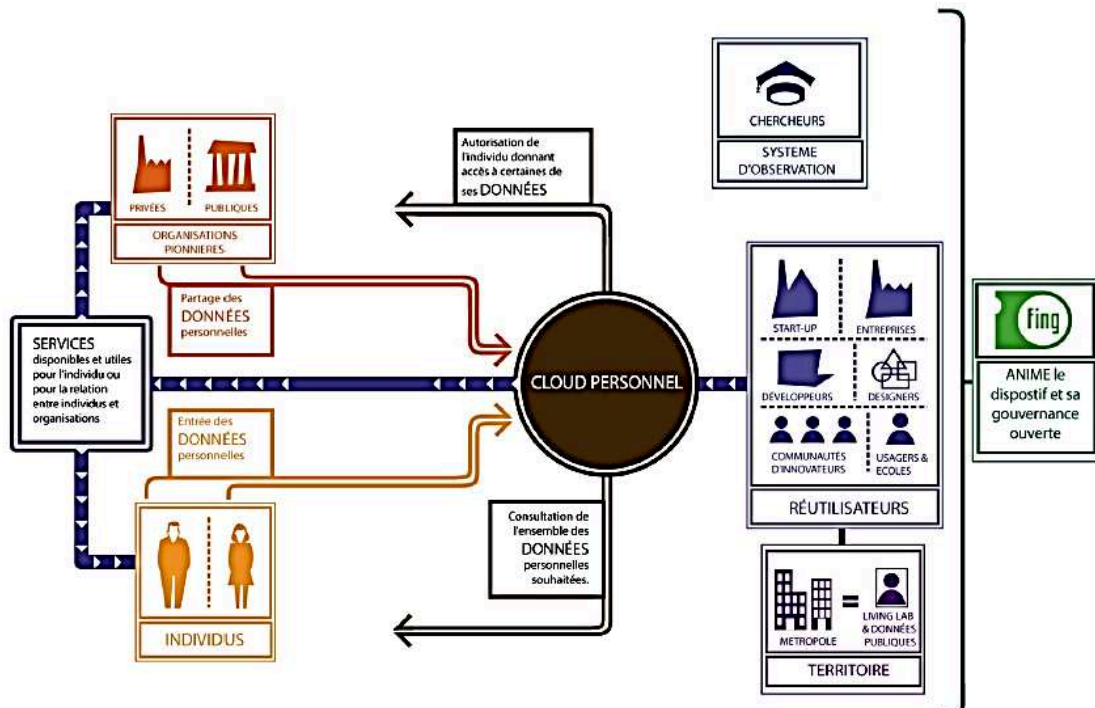 CHERCHEURS
SYSTEME
D'OBSERVATION
PRIVÉES
PUBLIQUES
ORGANISATIONS
PIONNIERES
Autorisation de
l'individu donnant
accès à certaines de
ses DONNÉES
Partage des
DONNÉES
personnelles
SERVICES
disponibles et utiles
pour l'individu ou
pour la relation
entre individus et
organisations
CLOUD PERSONNEL
Entrée des
DONNÉES
personnelles
INDIVIDUS
Consultation de
l'ensemble des
DONNÉES
personnelles
souhaitées.
START-UP
ENTREPRISES
DÉVELOPPEURS
DESIGNERS
COMMUNAUTÉS
D'INNOVATEURS
USAGERS &
ECOLES
RÉUTILISATEURS
METROPOLE
=
LIVING LAB
& DONNÉES
PUBLIQUES
TERRITOIRE
Fing
ANIME le
dispostif et sa
gouvernance
ouverte